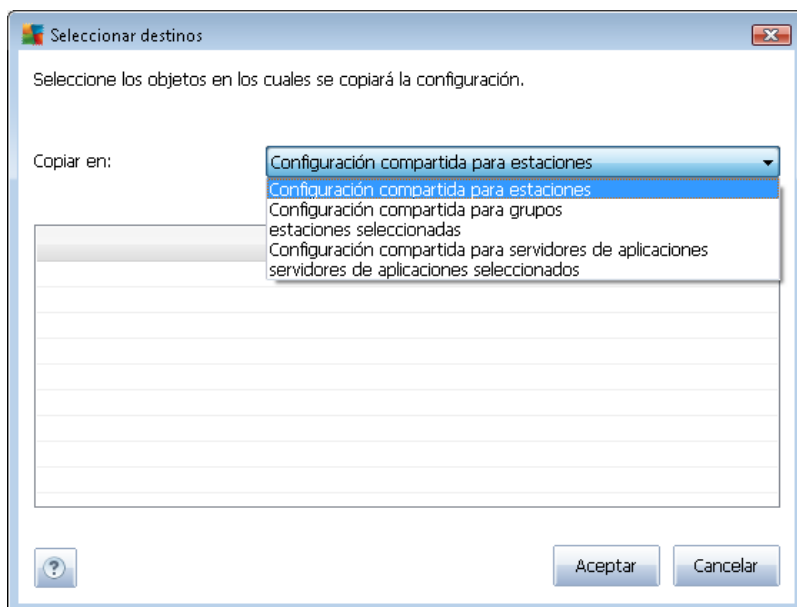 Seleccionar destinos
Seleccione los objetos en los cuales se copiará la configuración.
Copiar en:
Configuración compartida para estaciones
Configuración compartida para estaciones
Configuración compartida para grupos
estaciones seleccionadas
Configuración compartida para servidores de aplicaciones
servidores de aplicaciones seleccionados
?
Aceptar
Cancelar